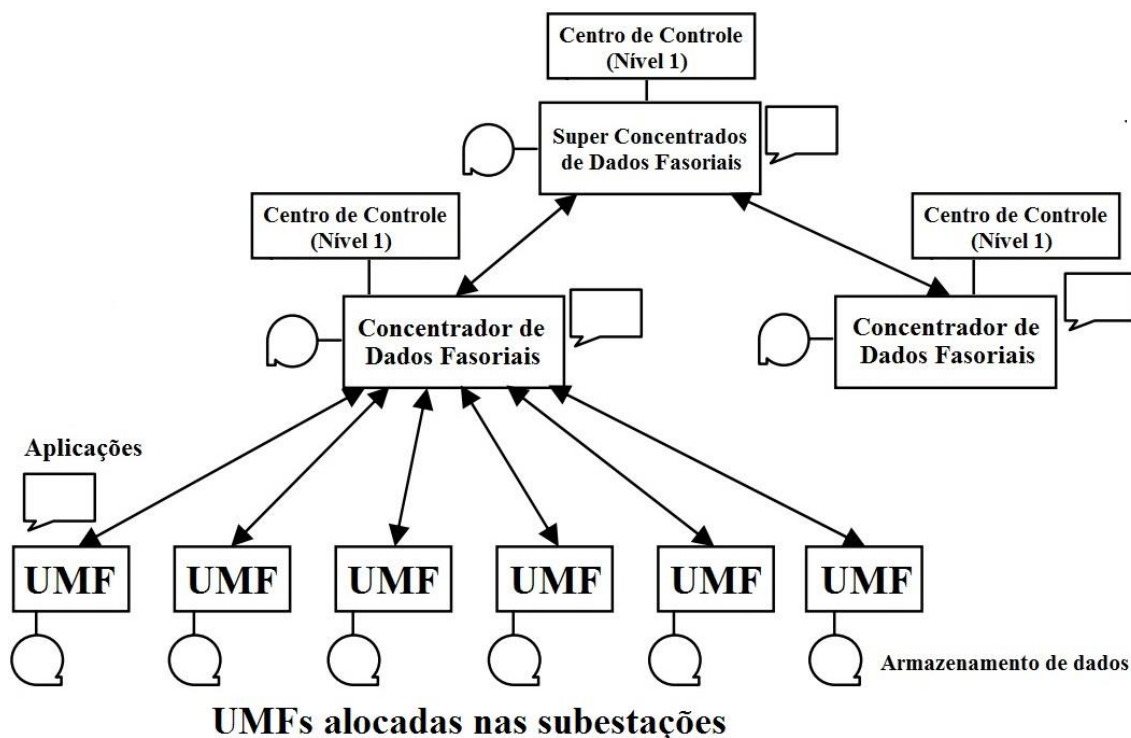 Centro de Controle
(Nível 1)
Super Concentrados
de Dados Fasoriais
Centro de Controle
(Nível 1)
Centro de Controle
(Nível 1)
Concentrador de
Dados Fasoriais
Concentrador de
Dados Fasoriais
Aplicações
UMF
UMF
UMF
UMF
UMF
UMF
Armazenamento de dados
UMFs alocadas nas subestações